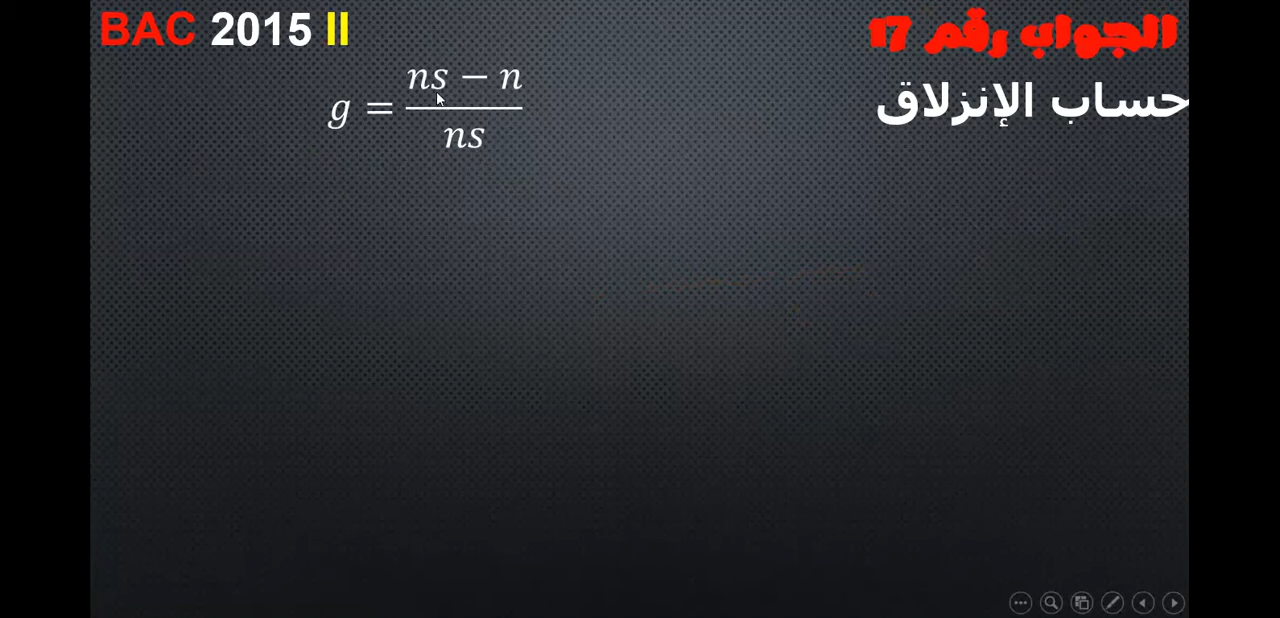 BAC 2015 II
الجواب رقم 17
حساب الإنزلاق
g = (ns − n) / ns